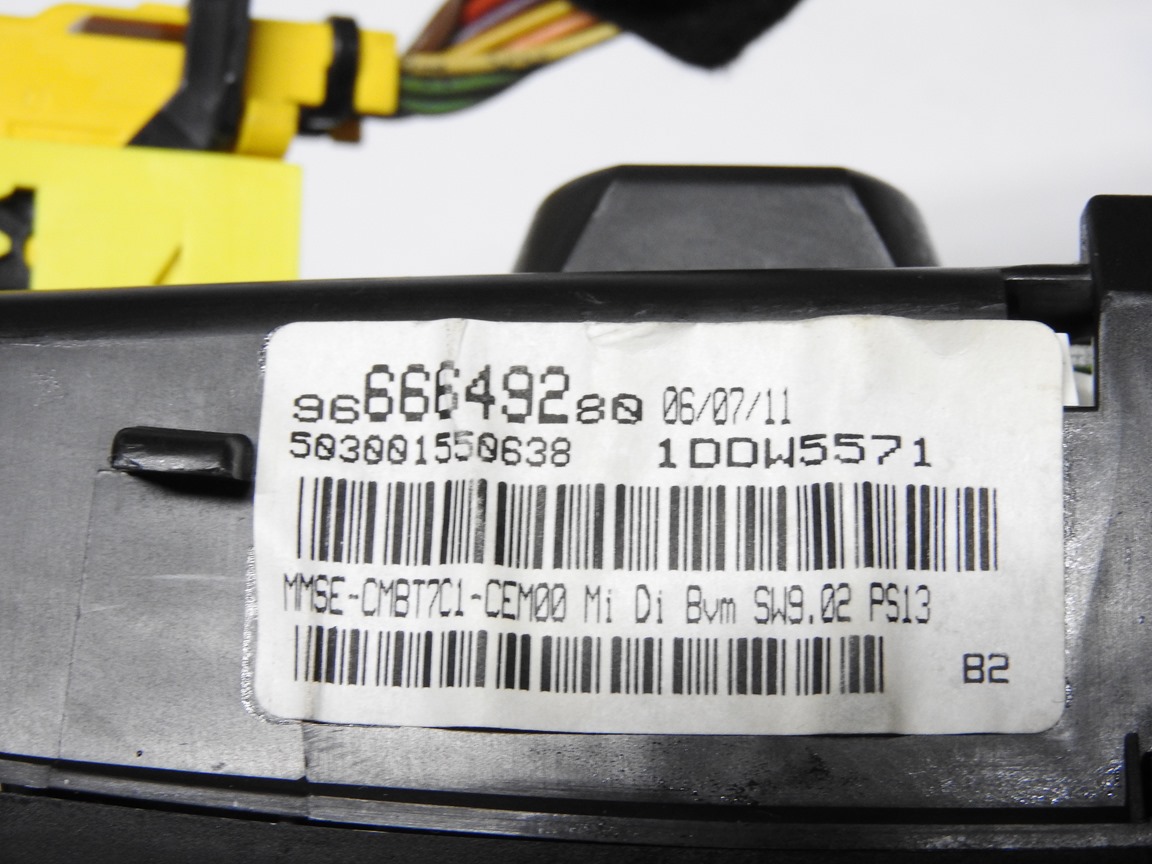 9666649280 06/07/11
503001550638 1DDW5571
MMSE-CMBT7C1-CEM00 Mi Di Bvm SW9.02 PS13
B2